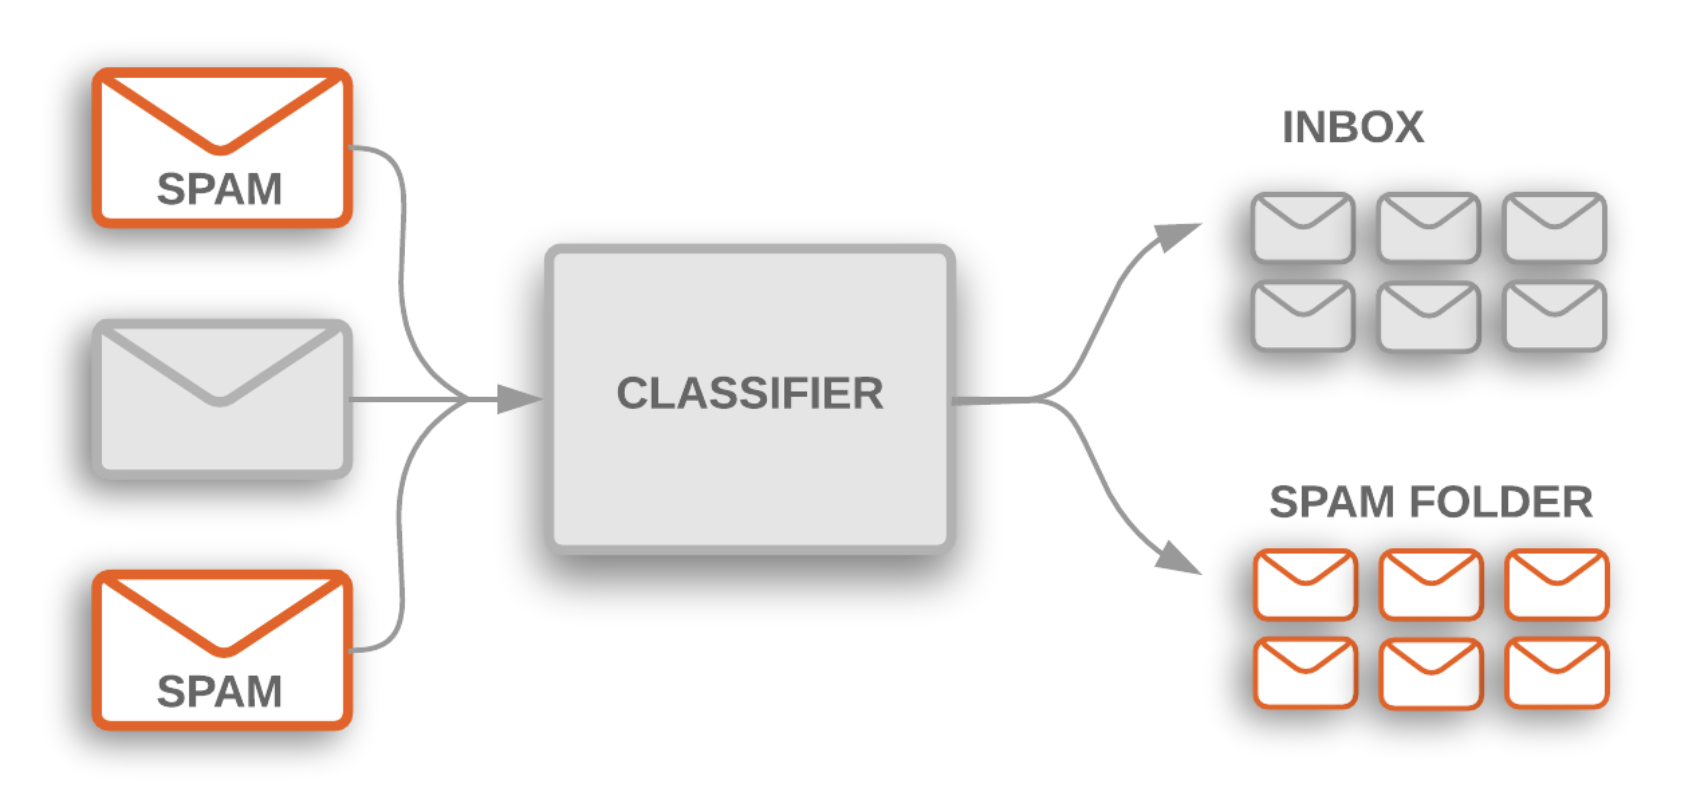 SPAM
SPAM
CLASSIFIER
INBOX
SPAM FOLDER